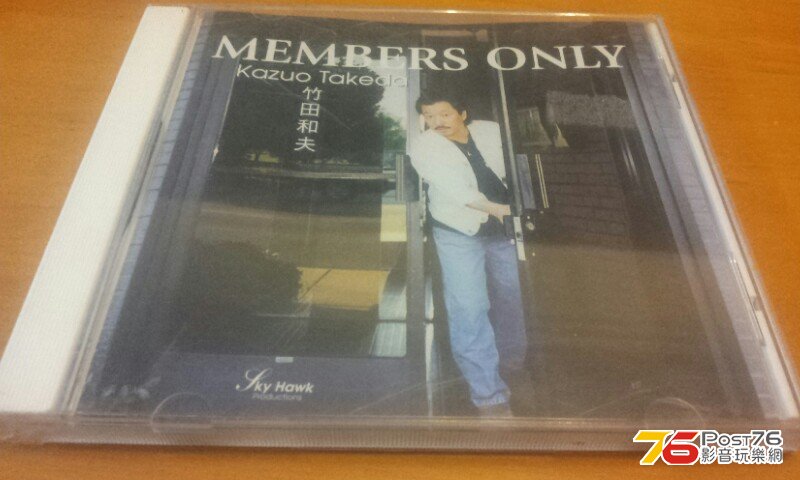 MEMBERS ONLY
Kazuo Takeda
竹田和夫
Sky Hawk
Productions
76 Post76
影音玩樂網